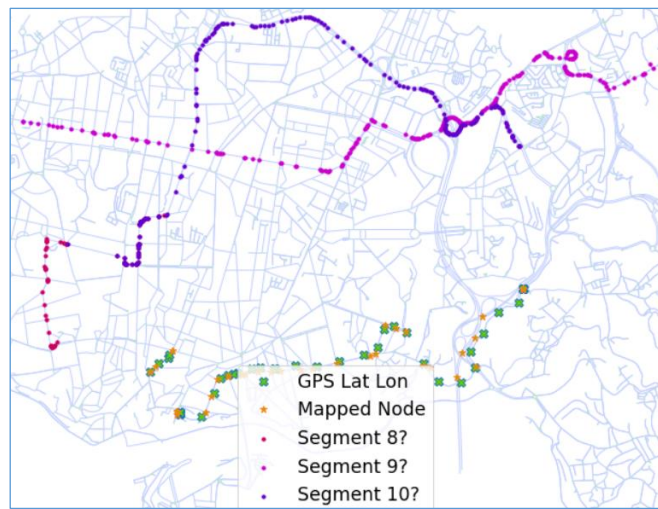 GPS Lat Lon
Mapped Node
Segment 8?
Segment 9?
Segment 10?